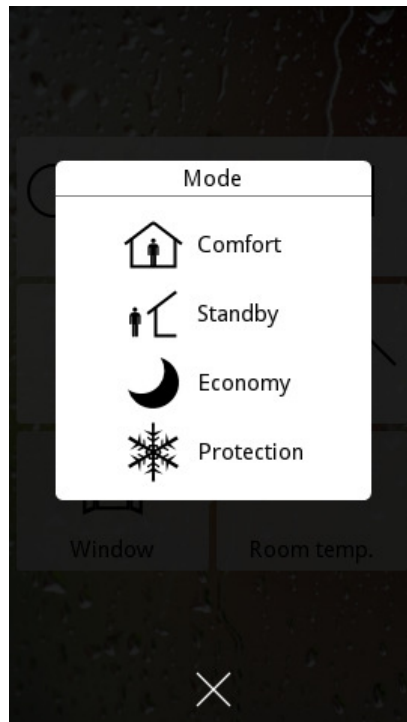 Mode
Comfort
Standby
Economy
Protection
Window
Room temp.